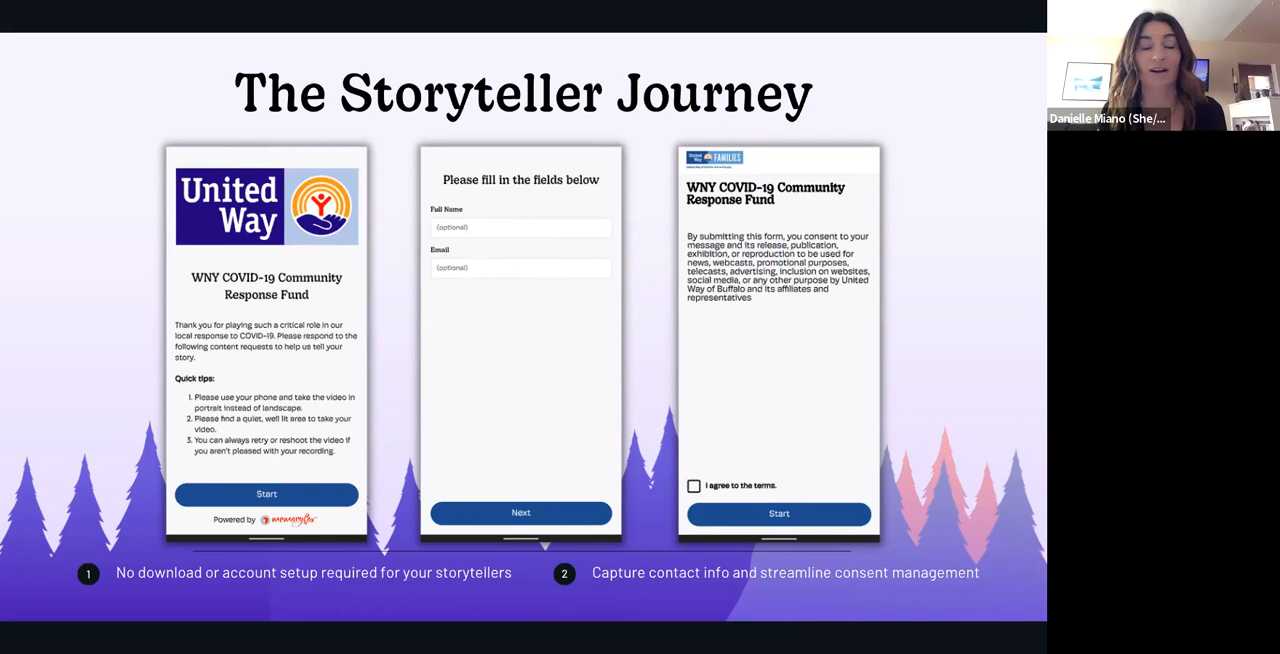 The Storyteller Journey
United
Way
WNY COVID-19 Community
Response Fund
Thank you for playing such a critical role in our
local response to COVID-19. Please respond to the
following content requests to help us tell your
story.
Quick tips:
1. Please use your phone and take the video in
portrait instead of landscape.
2. Please find a quiet, well lit area to take your
video.
3. You can always retry or reshoot the video if
you aren't pleased with your recording.
Start
Powered by memoryfox
Please fill in the fields below
Full Name
(optional)
Email
(optional)
Next
United
Way
FAMILIES
WNY COVID-19 Community
Response Fund
By submitting this form, you consent to your
message and its release, publication,
exhibition, or reproduction to be used for
news, webcasts, promotional purposes,
telecasts, advertising, inclusion on websites,
social media, or any other purpose by United
Way of Buffalo and its affiliates and
representatives
I agree to the terms.
Start
1 No download or account setup required for your storytellers
2 Capture contact info and streamline consent management
Danielle Miano (She/...